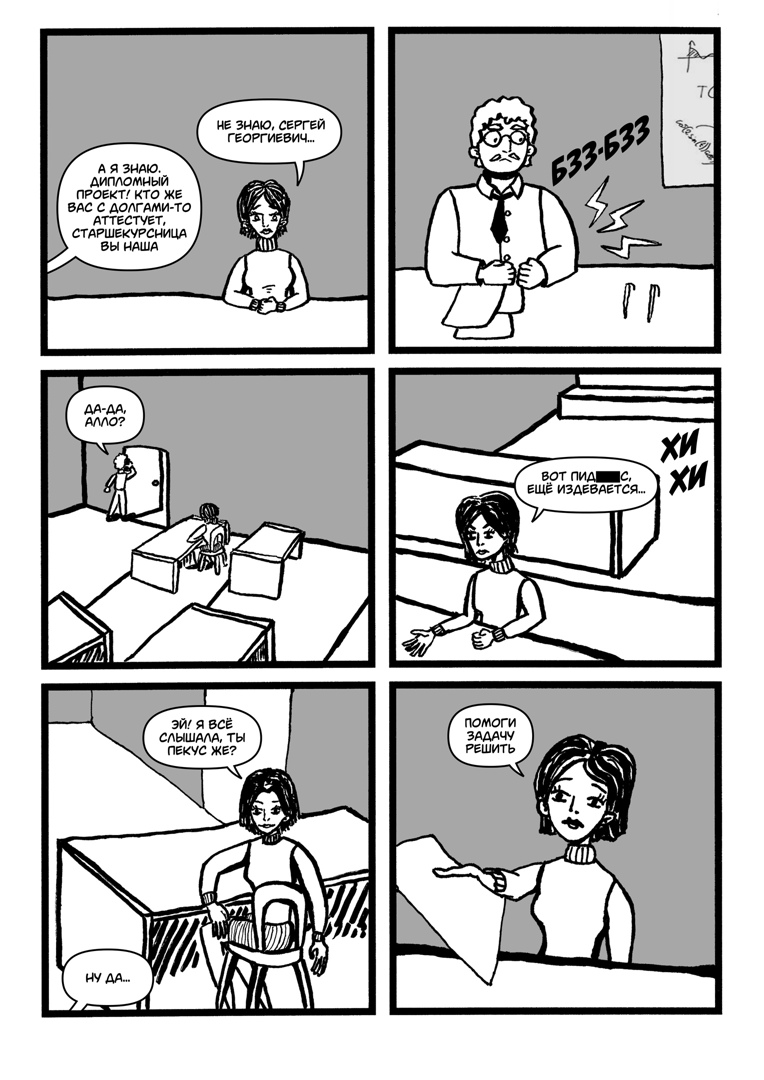 НЕ ЗНАЮ, СЕРГЕЙ
ГЕОРГИЕВИЧ...
А Я ЗНАЮ.
ДИПЛОМНЫЙ
ПРОЕКТ! КТО ЖЕ
ВАС С ДОЛГАМИ-ТО
АТТЕСТУЕТ,
СТАРШЕКУРСНИЦА
ВЫ НАША
БЗЗ-БЗЗ
ДА-ДА,
АЛЛО?
ХИ
ХИ
ВОТ ПИД██С,
ЕЩЁ ИЗДЕВАЕТСЯ...
ЭЙ! Я ВСЁ
СЛЫШАЛА, ТЫ
ПЕКУС ЖЕ?
НУ ДА...
ПОМОГИ
ЗАДАЧУ
РЕШИТЬ